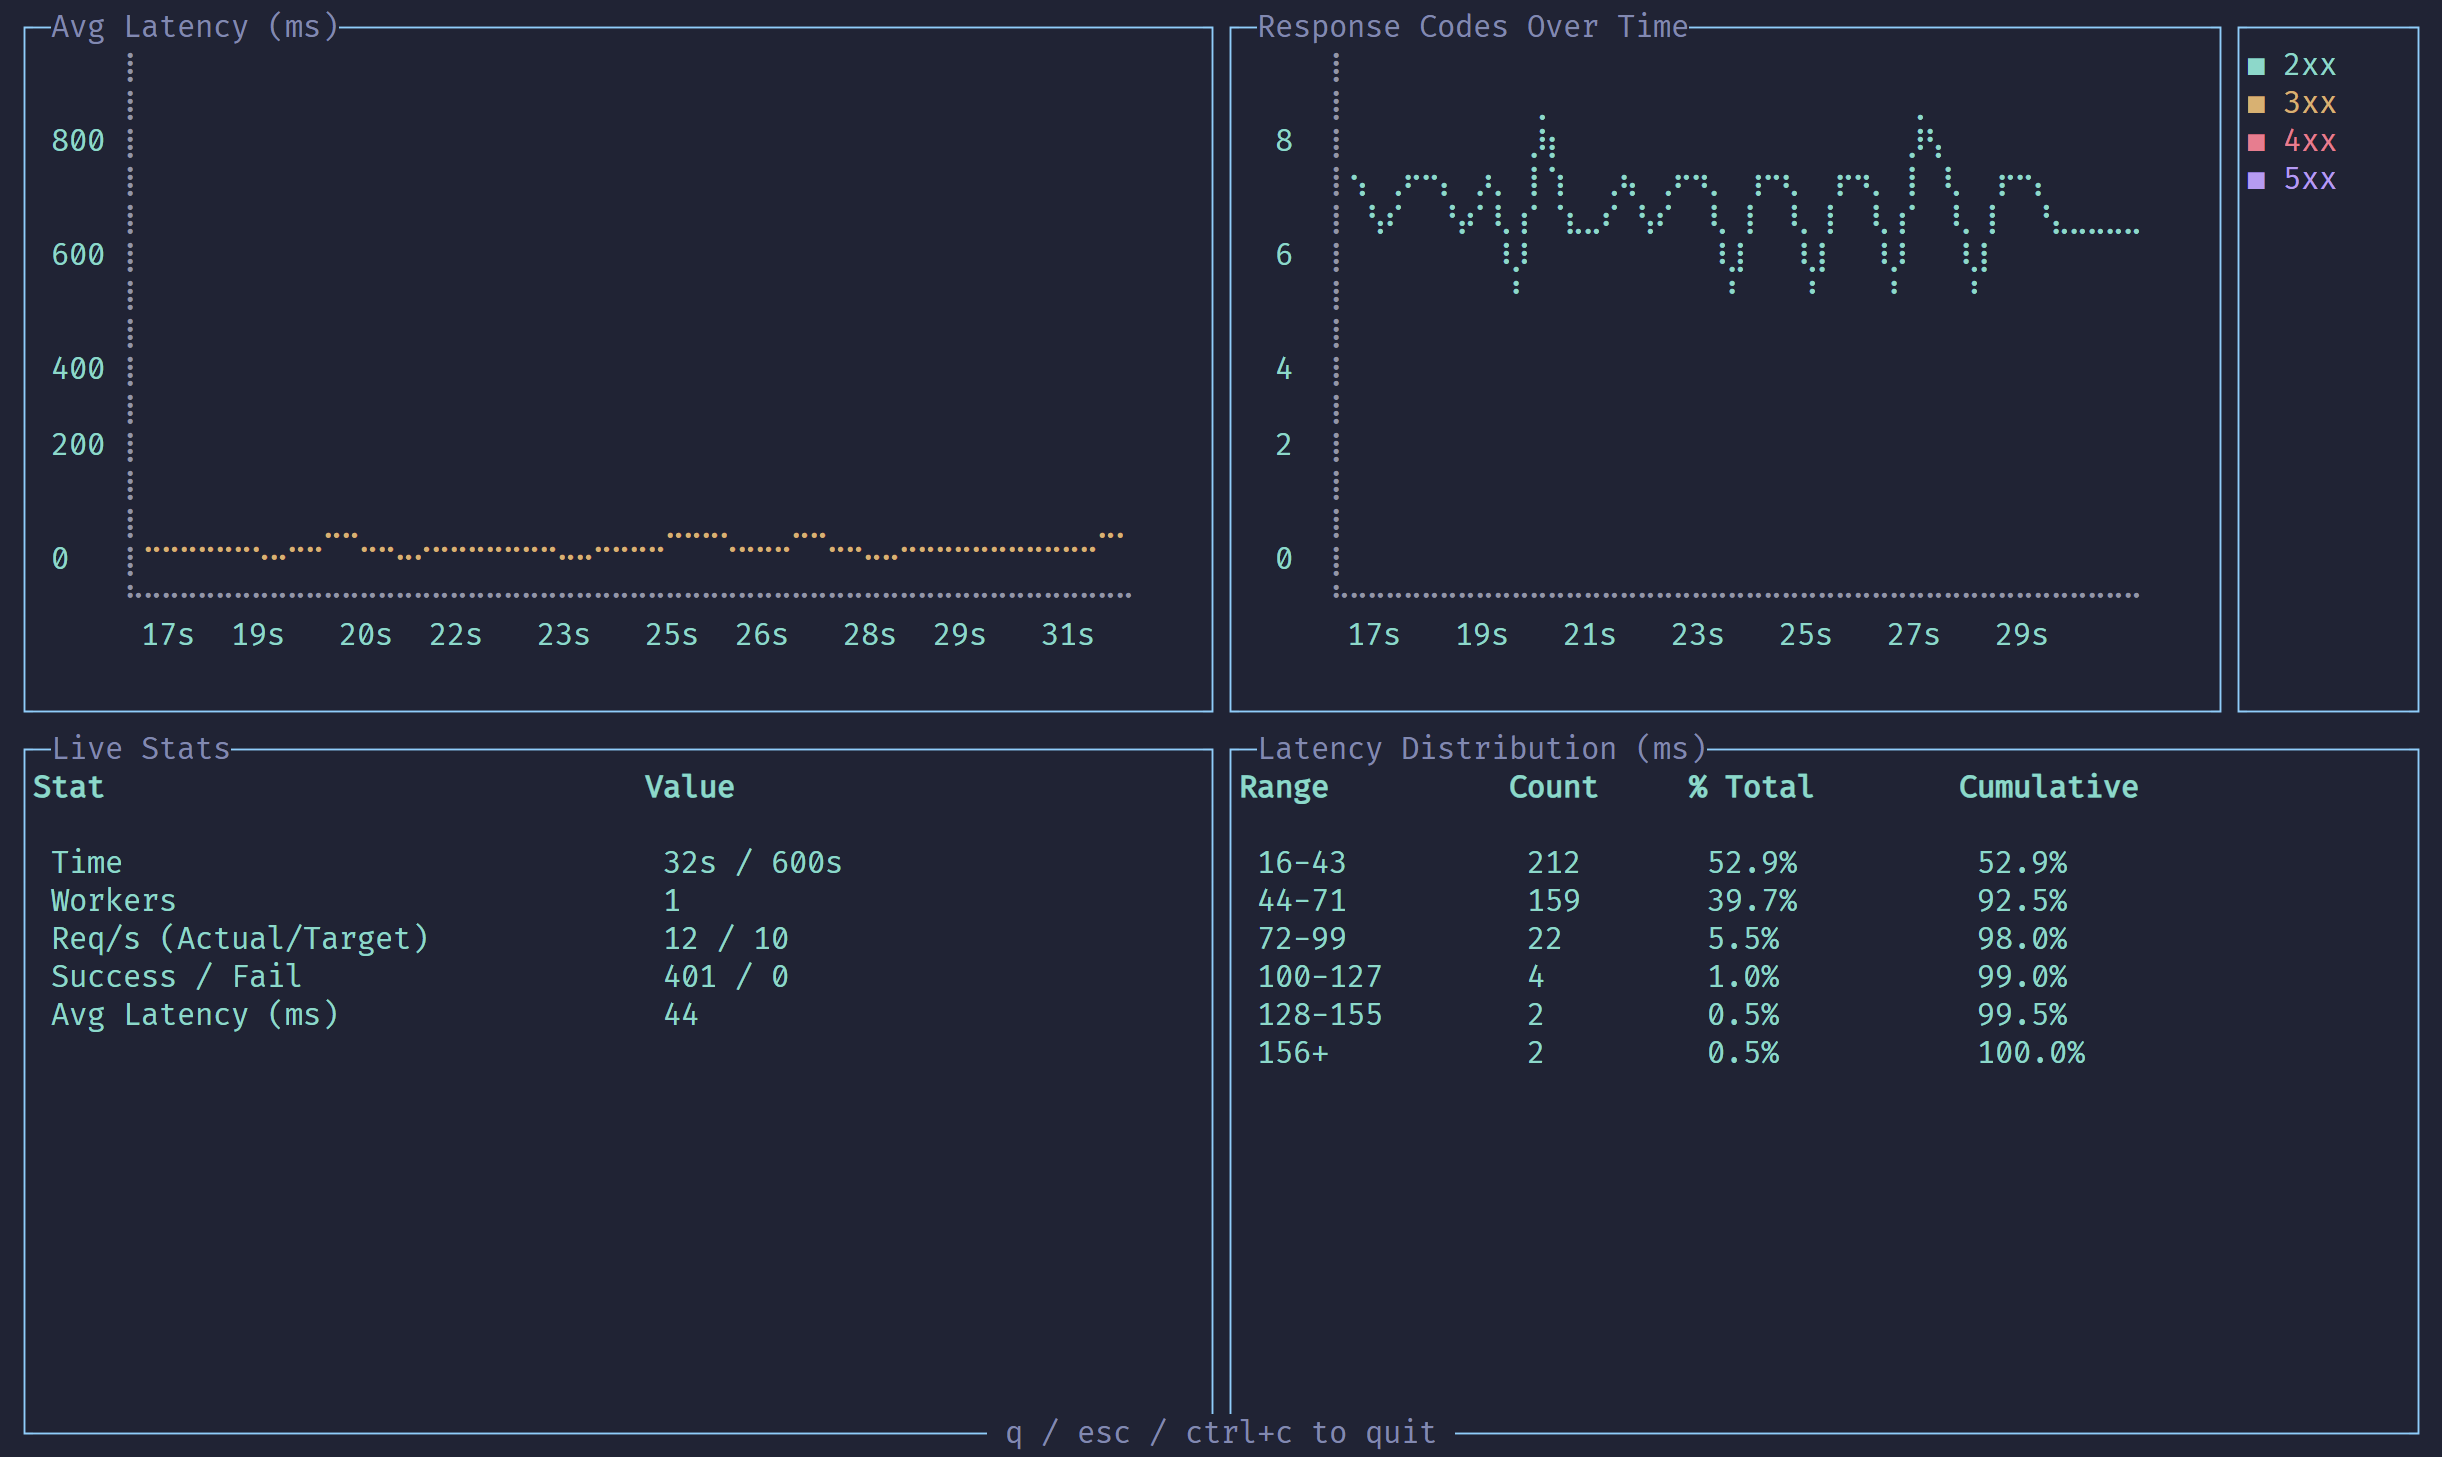 Avg Latency (ms)
800
600
400
200
0
17s 19s 20s 22s 23s 25s 26s 28s 29s 31s
Response Codes Over Time
8
6
4
2
0
17s 19s 21s 23s 25s 27s 29s
2xx
3xx
4xx
5xx
Live Stats
Stat Value
Time 32s / 600s
Workers 1
Req/s (Actual/Target) 12 / 10
Success / Fail 401 / 0
Avg Latency (ms) 44
Latency Distribution (ms)
Range Count % Total Cumulative
16-43 212 52.9% 52.9%
44-71 159 39.7% 92.5%
72-99 22 5.5% 98.0%
100-127 4 1.0% 99.0%
128-155 2 0.5% 99.5%
156+ 2 0.5% 100.0%
q / esc / ctrl+c to quit